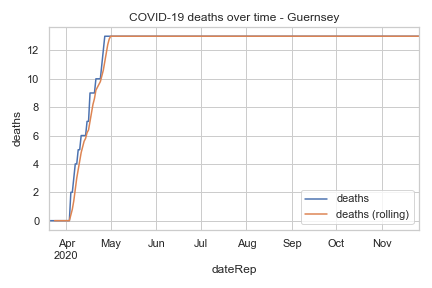 COVID-19 deaths over time - Guernsey
deaths
12
10
8
6
4
2
0
Apr May Jun Jul Aug Sep Oct Nov
2020
dateRep
deaths
deaths (rolling)